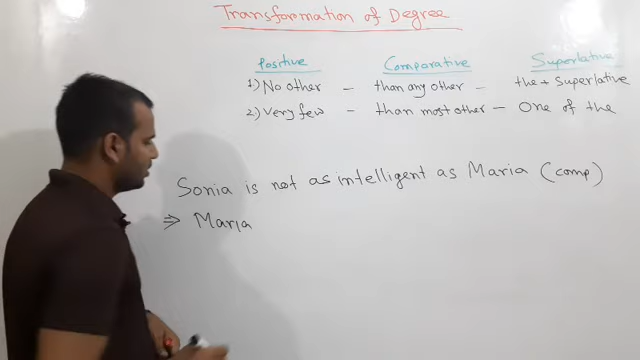 Transformation of Degree
Positive Comparative Superlative
1) No other - than any other - the + Superlative
2) Very few - than most other - One of the
Sonia is not as intelligent as Maria (comp)
⇒ Maria